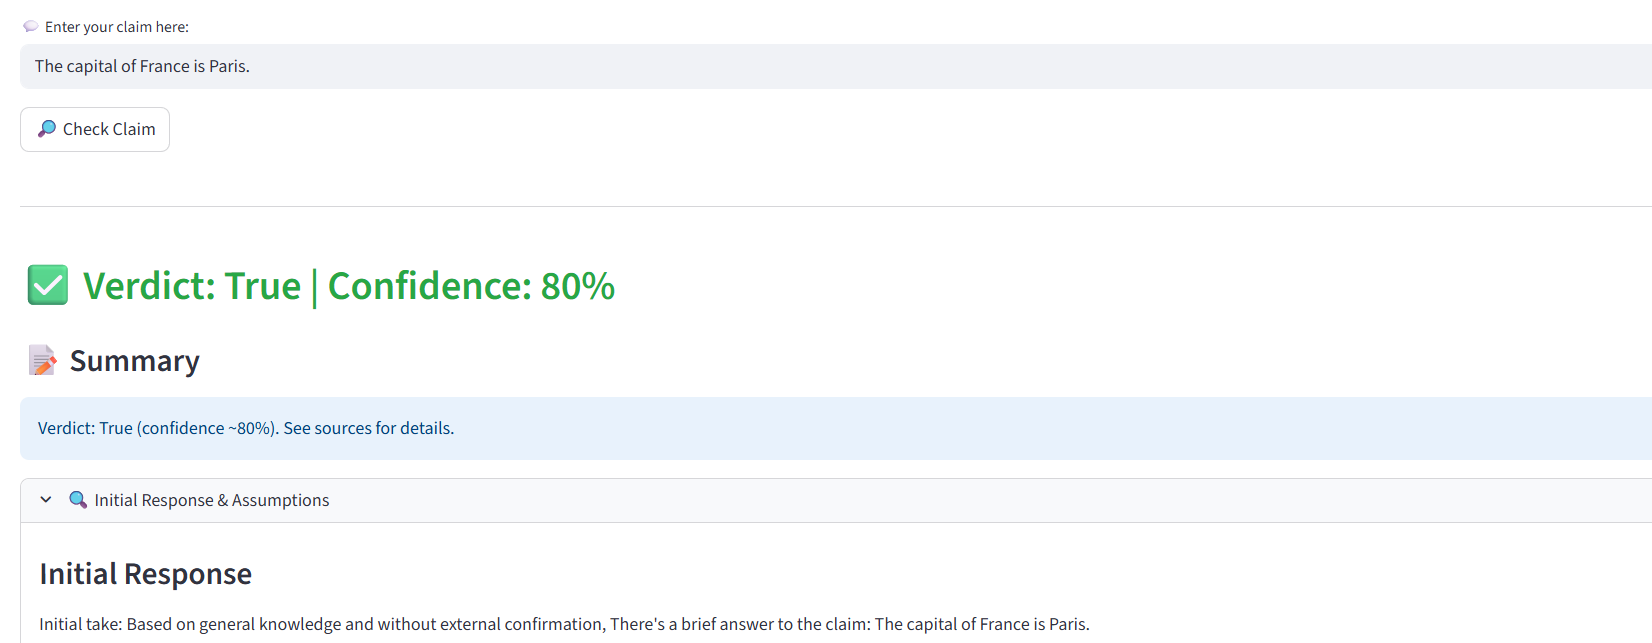 Enter your claim here:
The capital of France is Paris.
Check Claim
Verdict: True | Confidence: 80%
Summary
Verdict: True (confidence ~80%). See sources for details.
Initial Response & Assumptions
Initial Response
Initial take: Based on general knowledge and without external confirmation, There's a brief answer to the claim: The capital of France is Paris.